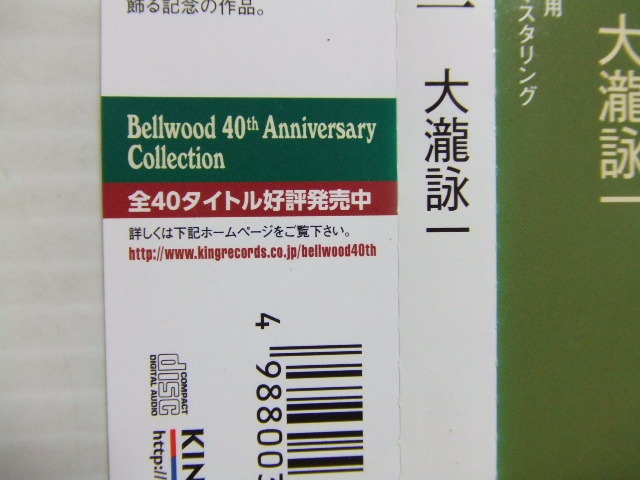 飾る記念の作品。
Bellwood 40th Anniversary
Collection
全40タイトル好評発売中
詳しくは下記ホームページをご覧下さい。
http://www.kingrecords.co.jp/bellwood40th
4 988003
COMPACT
disc
DIGITAL AUDIO
KIN
http://
大瀧詠一
用
スタリング
大瀧詠一